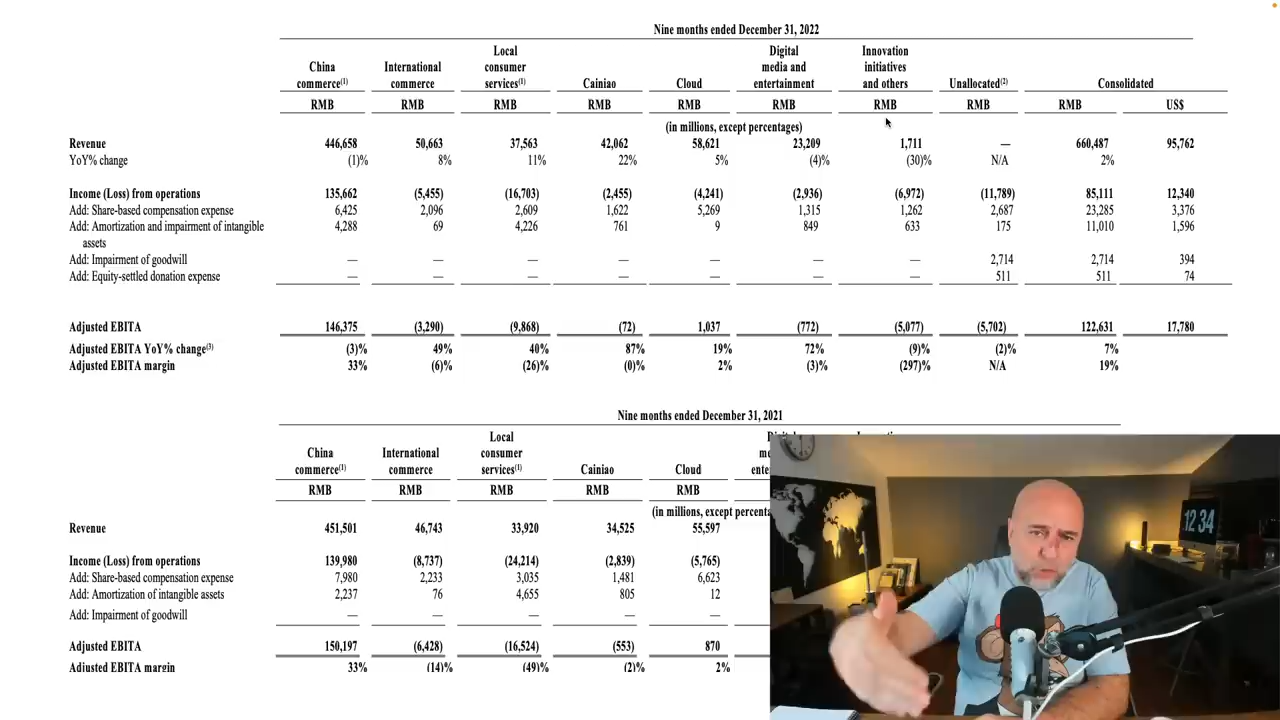 Nine months ended December 31, 2022
China commerce(1) International commerce Local consumer services(1) Cainiao Cloud Digital media and entertainment Innovation initiatives and others Unallocated(2) Consolidated
RMB RMB RMB RMB RMB RMB RMB RMB RMB US$
(in millions, except percentages)
Revenue 446,658 50,663 37,563 42,062 58,621 23,209 1,711 — 660,487 95,762
YoY% change (1)% 8% 11% 22% 5% (4)% (30)% N/A 2%
Income (Loss) from operations 135,662 (5,455) (16,703) (2,455) (4,241) (2,936) (6,972) (11,789) 85,111 12,340
Add: Share-based compensation expense 6,425 2,096 2,609 1,622 5,269 1,315 1,262 2,687 23,285 3,376
Add: Amortization and impairment of intangible assets 4,288 69 4,226 761 9 849 633 175 11,010 1,596
Add: Impairment of goodwill — — — — — — — 2,714 2,714 394
Add: Equity-settled donation expense — — — — — — — 511 511 74
Adjusted EBITA 146,375 (3,290) (9,868) (72) 1,037 (772) (5,077) (5,702) 122,631 17,780
Adjusted EBITA YoY% change(3) (3)% 49% 40% 87% 19% 72% (9)% (2)% 7%
Adjusted EBITA margin 33% (6)% (26)% (0)% 2% (3)% (297)% N/A 19%
Nine months ended December 31, 2021
China commerce(1) International commerce Local consumer services(1) Cainiao Cloud
RMB RMB RMB RMB RMB
(in millions, except
Revenue 451,501 46,743 33,920 34,525 55,597
Income (Loss) from operations 139,980 (8,737) (24,214) (2,839) (5,765)
Add: Share-based compensation expense 7,980 2,233 3,035 1,481 6,623
Add: Amortization of intangible assets 2,237 76 4,655 805 12
Add: Impairment of goodwill — — — — —
Adjusted EBITA 150,197 (6,428) (16,524) (553) 870
Adjusted EBITA margin 33% (14)% (49)% (2)% 2%
12 34